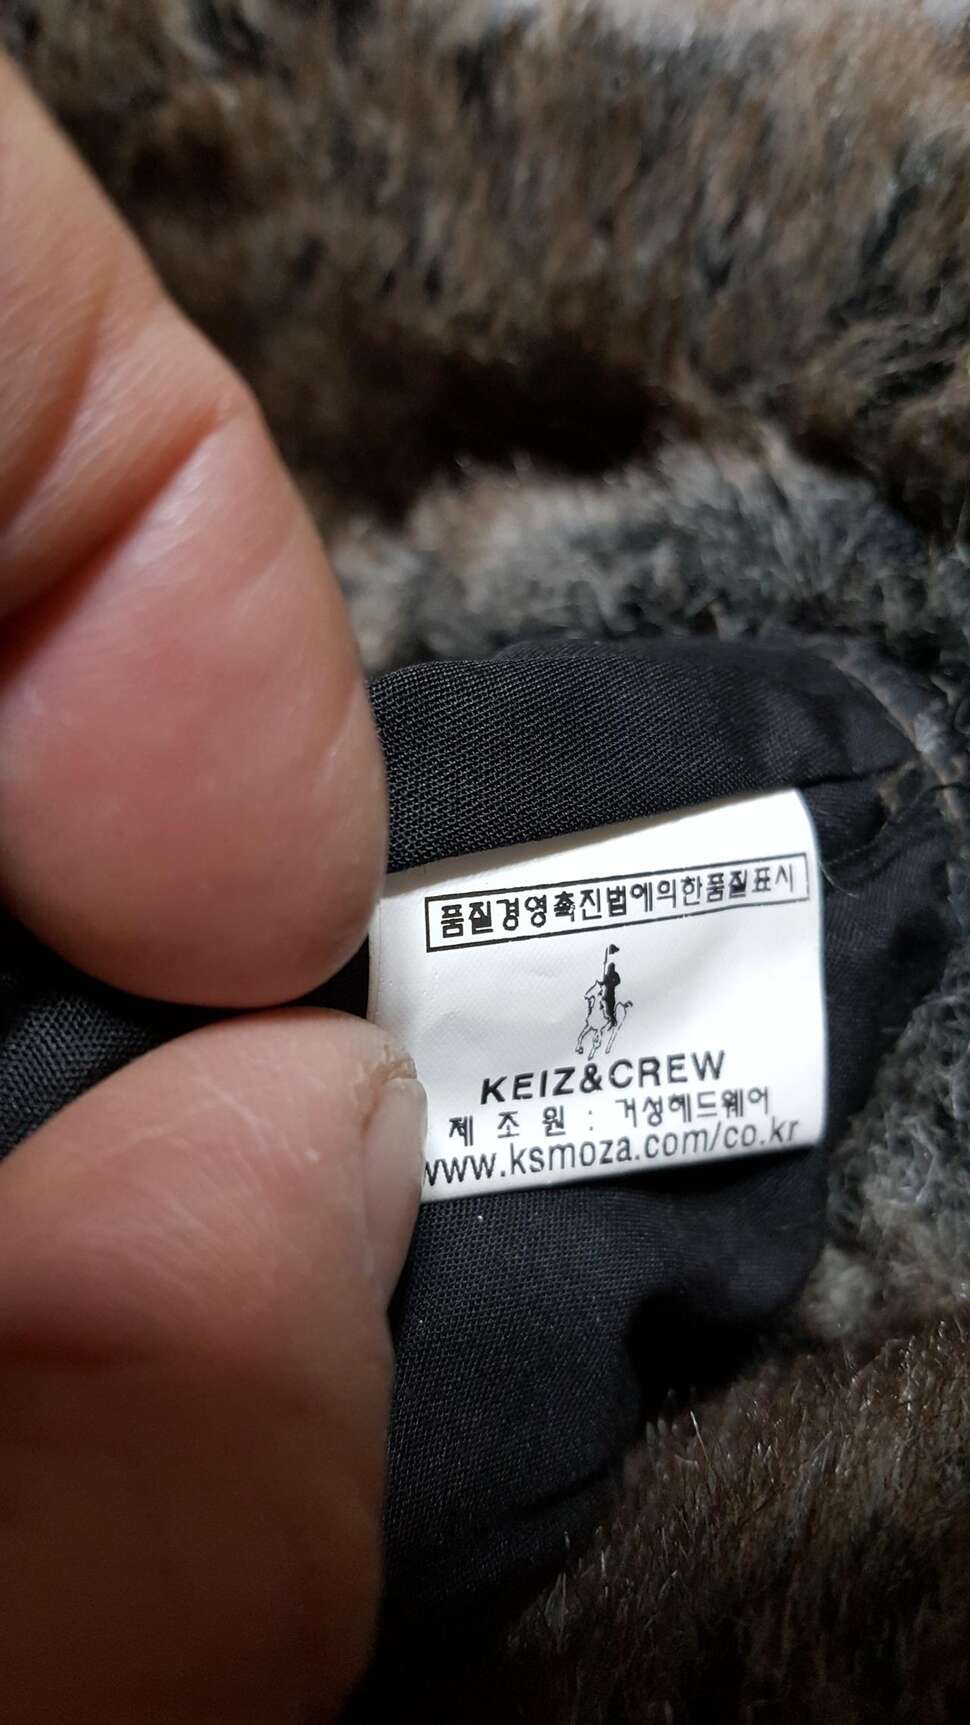 품질경영촉진법에의한품질표시
KEIZ&CREW
제 조 원 : 거성헤드웨어
www.ksmoza.com/co.kr